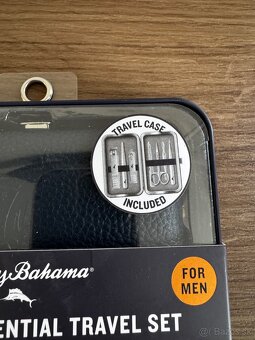 TRAVEL CASE
INCLUDED
y Bahama
FOR
MEN
ENTIAL TRAVEL SET